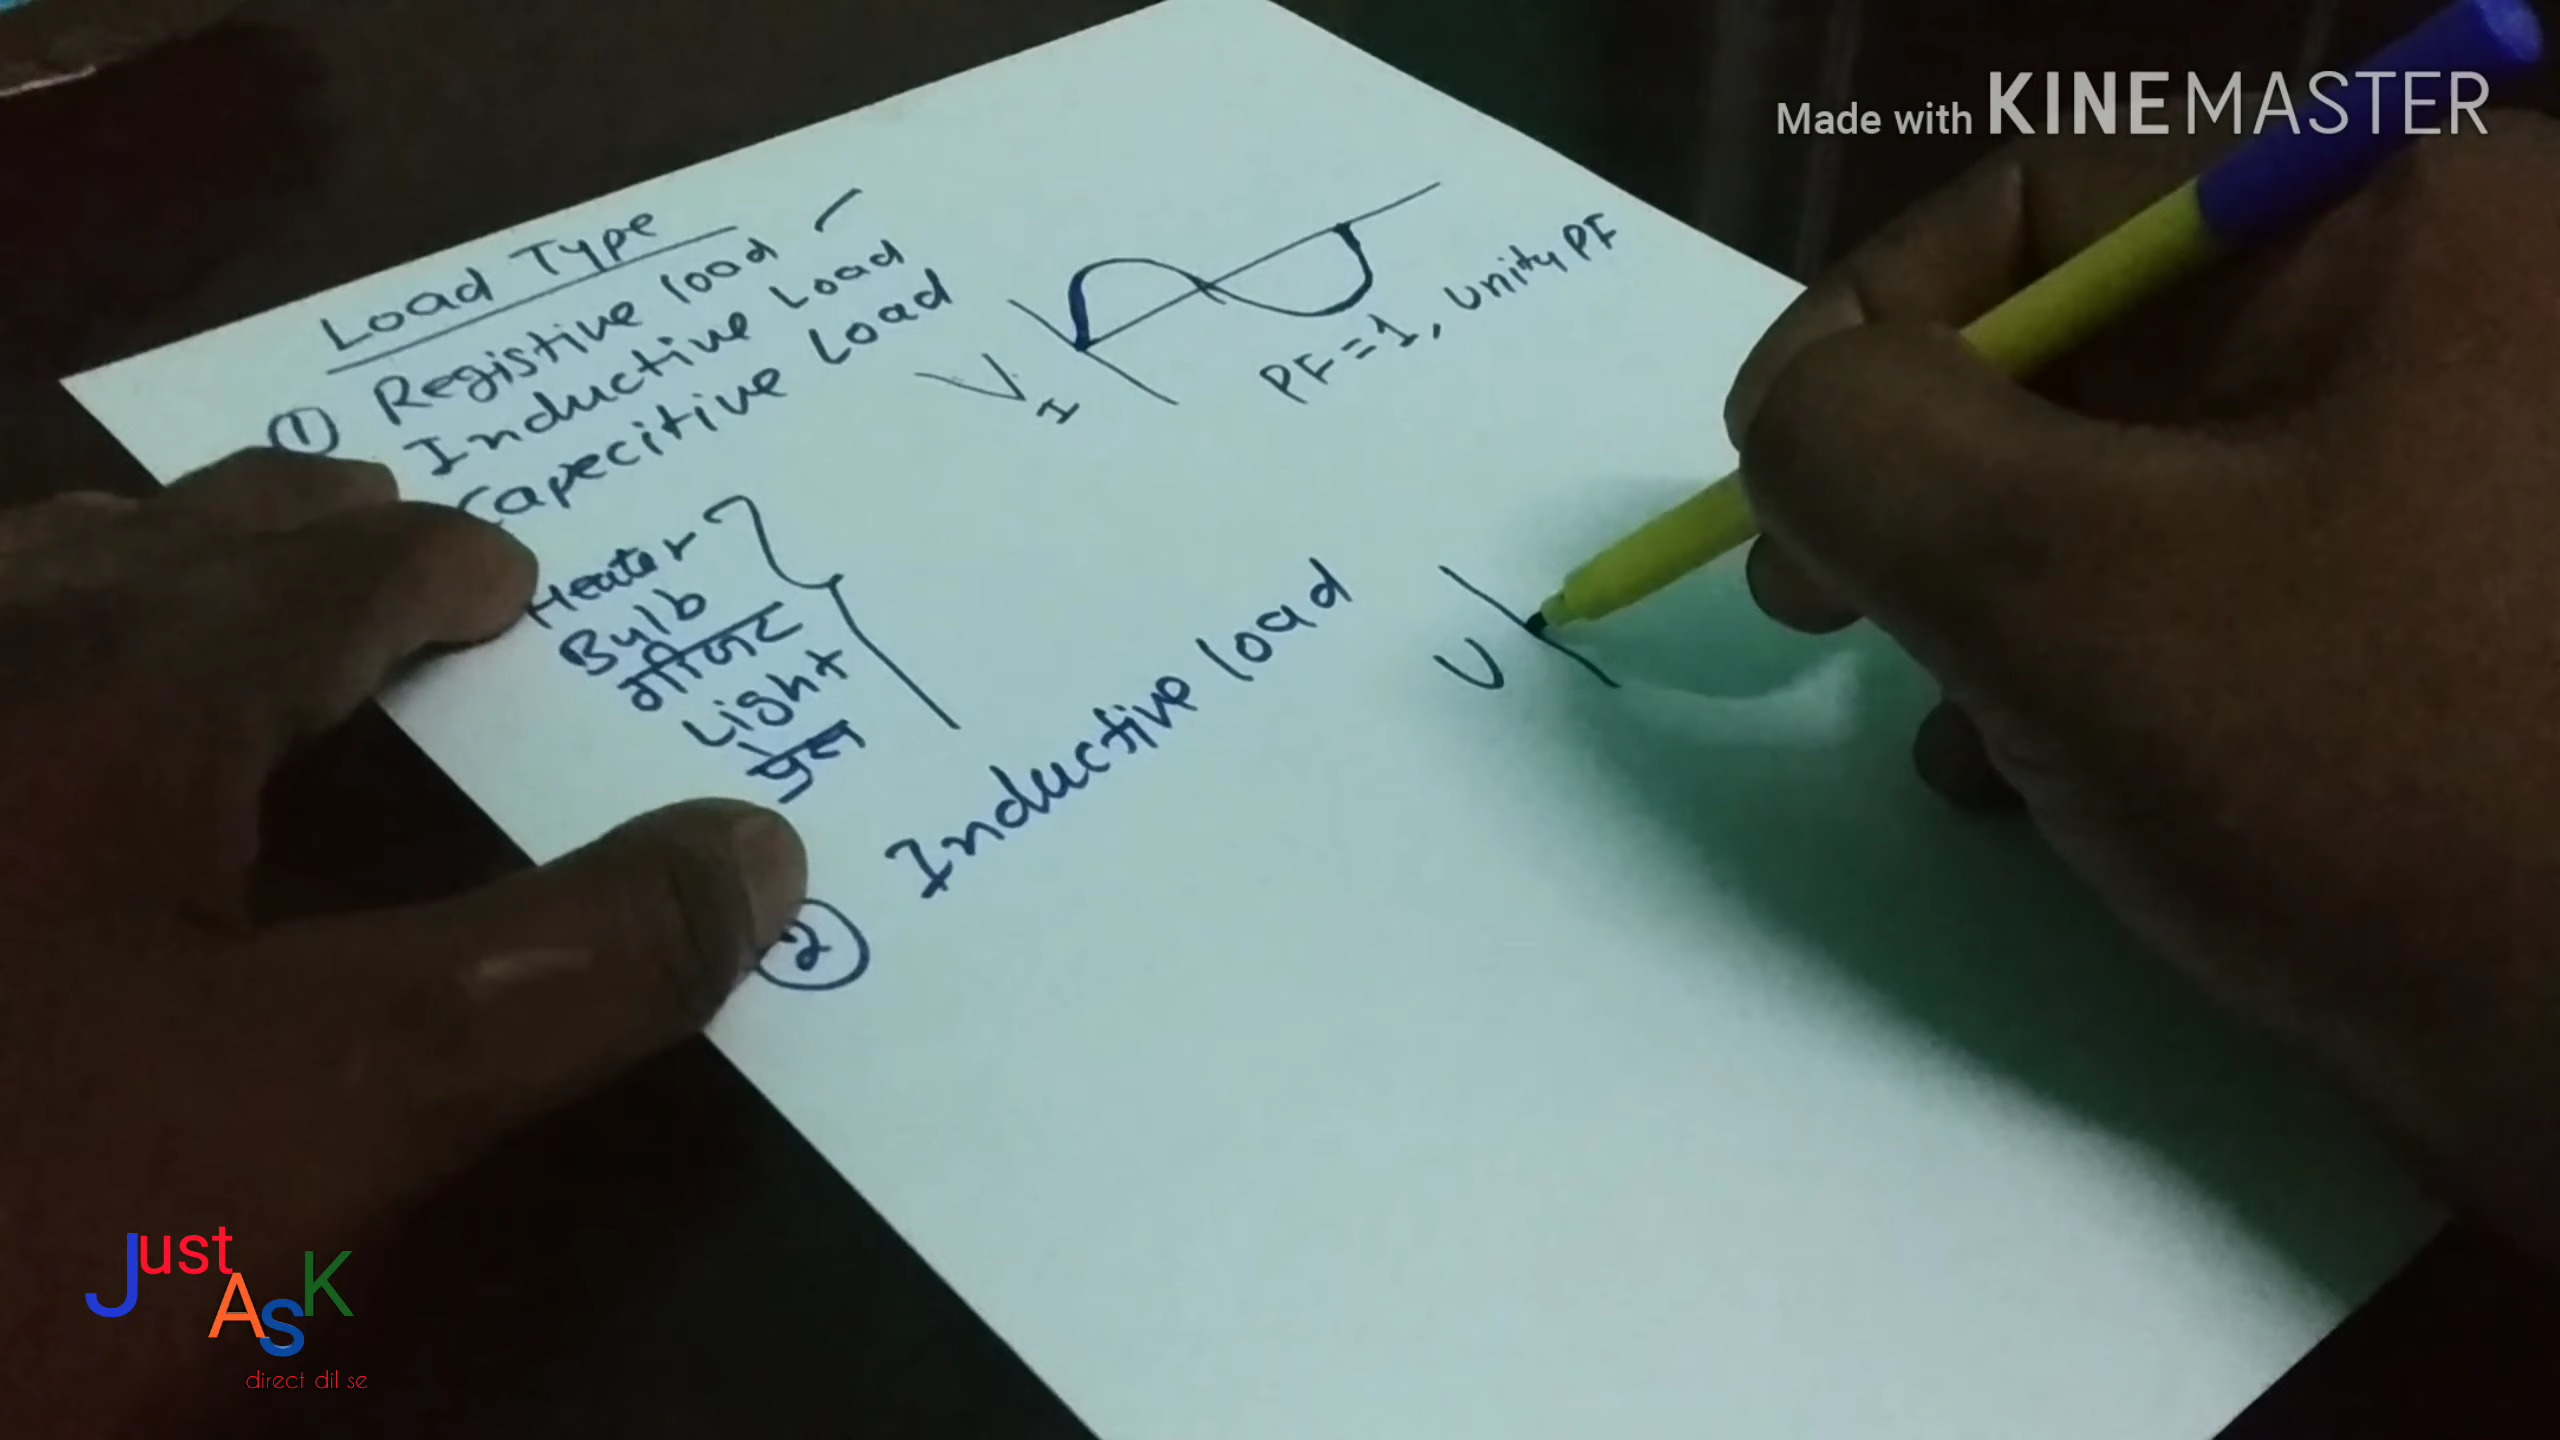 Made with KINEMASTER
Load Type
① Registive load
Inductive Load
Capecitive Load
V
I
PF = 1, unity PF
Heater
Bulb
गीजर
Light
प्रेस
② Inductive load
V
Just
AsK
direct dil se